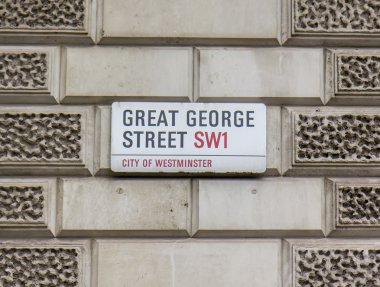 GREAT GEORGE
STREET SW1
CITY OF WESTMINSTER